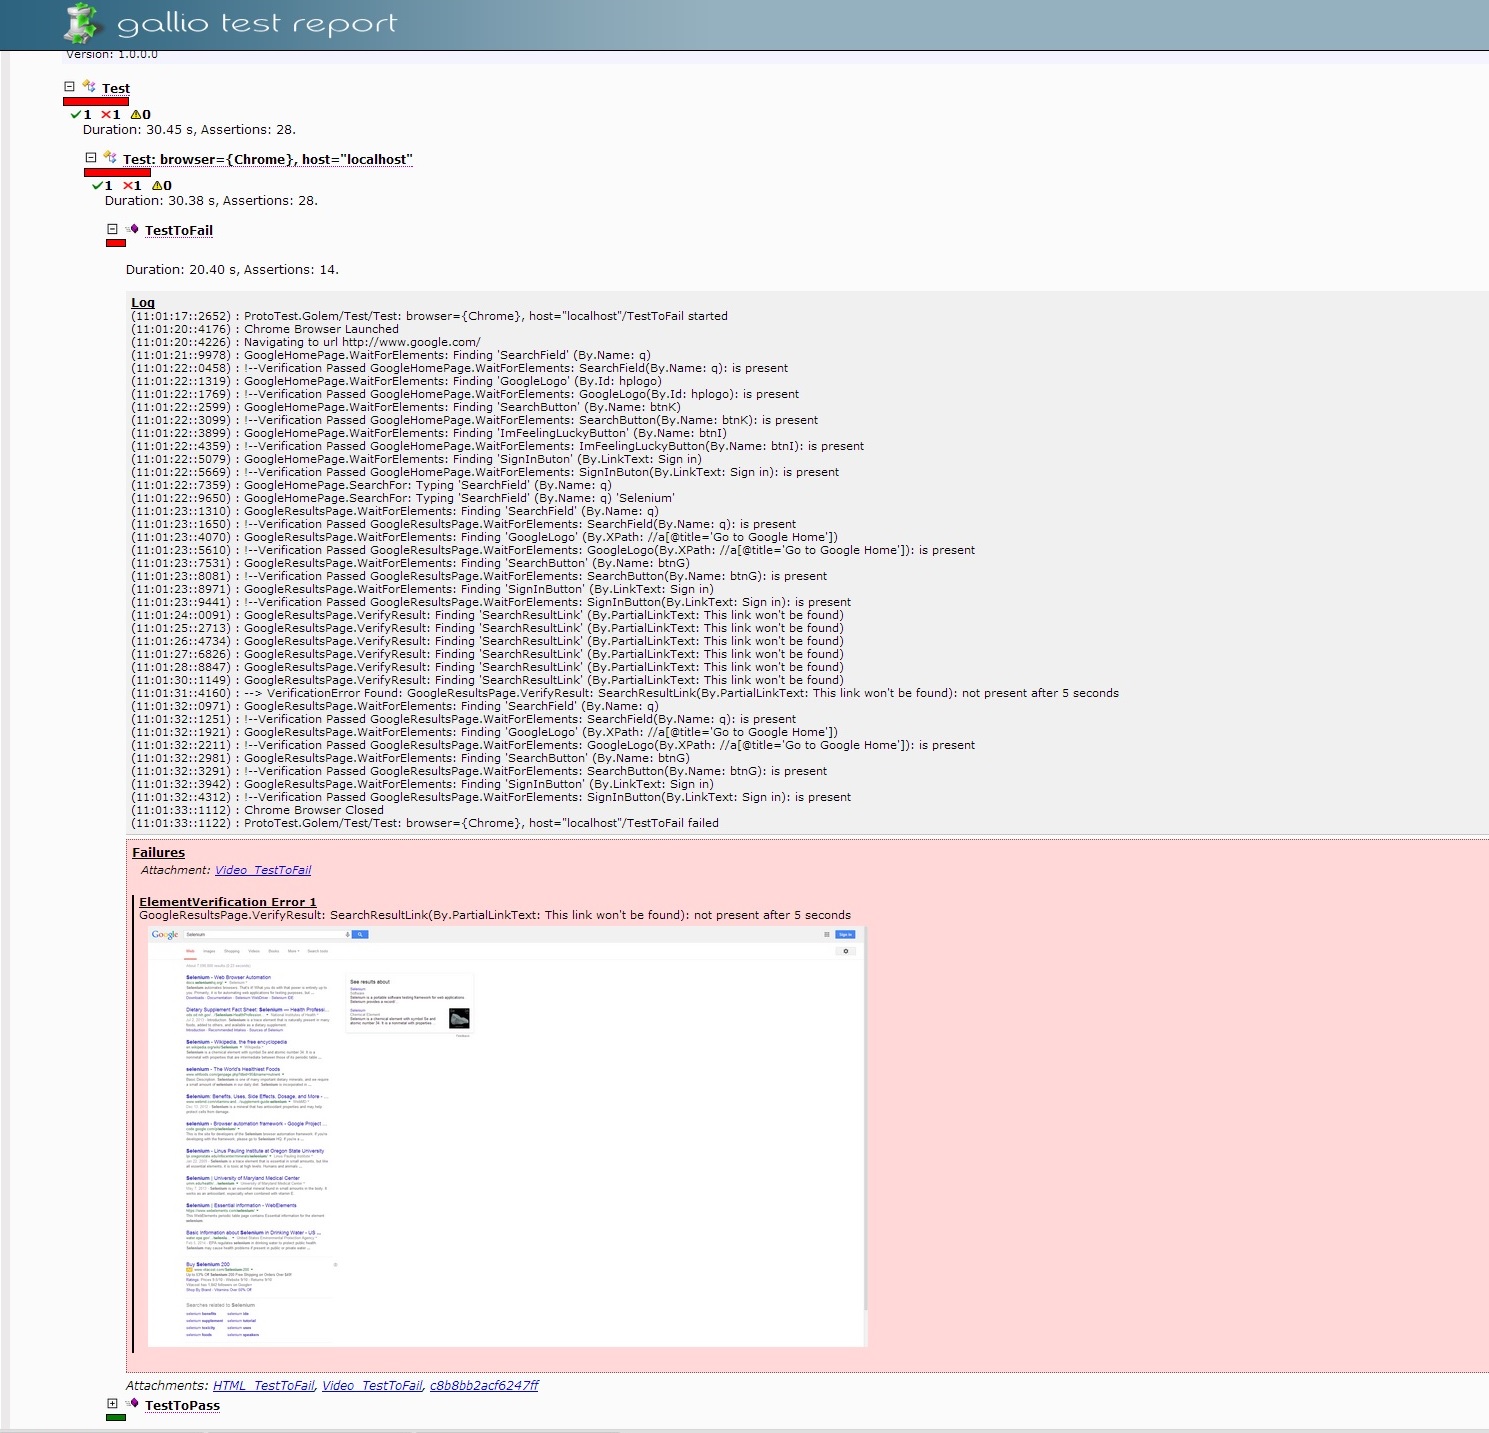 gallio test report
Version: 1.0.0.0
Test
1 1 0
Duration: 30.45 s, Assertions: 28.
Test: browser={Chrome}, host="localhost"
1 1 0
Duration: 30.38 s, Assertions: 28.
TestToFail
Duration: 20.40 s, Assertions: 14.
Log
(11:01:17::2652) : ProtoTest.Golem/Test/Test: browser={Chrome}, host="localhost"/TestToFail started
(11:01:20::4176) : Chrome Browser Launched
(11:01:20::4226) : Navigating to url http://www.google.com/
(11:01:21::9978) : GoogleHomePage.WaitForElements: Finding 'SearchField' (By.Name: q)
(11:01:22::0458) : !--Verification Passed GoogleHomePage.WaitForElements: SearchField(By.Name: q): is present
(11:01:22::1319) : GoogleHomePage.WaitForElements: Finding 'GoogleLogo' (By.Id: hplogo)
(11:01:22::1769) : !--Verification Passed GoogleHomePage.WaitForElements: GoogleLogo(By.Id: hplogo): is present
(11:01:22::2599) : GoogleHomePage.WaitForElements: Finding 'SearchButton' (By.Name: btnK)
(11:01:22::3099) : !--Verification Passed GoogleHomePage.WaitForElements: SearchButton(By.Name: btnK): is present
(11:01:22::3899) : GoogleHomePage.WaitForElements: Finding 'ImFeelingLuckyButton' (By.Name: btnI)
(11:01:22::4359) : !--Verification Passed GoogleHomePage.WaitForElements: ImFeelingLuckyButton(By.Name: btnI): is present
(11:01:22::5079) : GoogleHomePage.WaitForElements: Finding 'SignInButon' (By.LinkText: Sign in)
(11:01:22::5669) : !--Verification Passed GoogleHomePage.WaitForElements: SignInButon(By.LinkText: Sign in): is present
(11:01:22::7359) : GoogleHomePage.SearchFor: Typing 'SearchField' (By.Name: q)
(11:01:22::9650) : GoogleHomePage.SearchFor: Typing 'SearchField' (By.Name: q) 'Selenium'
(11:01:23::1310) : GoogleResultsPage.WaitForElements: Finding 'SearchField' (By.Name: q)
(11:01:23::1650) : !--Verification Passed GoogleResultsPage.WaitForElements: SearchField(By.Name: q): is present
(11:01:23::4070) : GoogleResultsPage.WaitForElements: Finding 'GoogleLogo' (By.XPath: //a[@title='Go to Google Home'])
(11:01:23::5610) : !--Verification Passed GoogleResultsPage.WaitForElements: GoogleLogo(By.XPath: //a[@title='Go to Google Home']): is present
(11:01:23::7531) : GoogleResultsPage.WaitForElements: Finding 'SearchButton' (By.Name: btnG)
(11:01:23::8081) : !--Verification Passed GoogleResultsPage.WaitForElements: SearchButton(By.Name: btnG): is present
(11:01:23::8971) : GoogleResultsPage.WaitForElements: Finding 'SignInButton' (By.LinkText: Sign in)
(11:01:23::9441) : !--Verification Passed GoogleResultsPage.WaitForElements: SignInButton(By.LinkText: Sign in): is present
(11:01:24::0091) : GoogleResultsPage.VerifyResult: Finding 'SearchResultLink' (By.PartialLinkText: This link won't be found)
(11:01:25::2713) : GoogleResultsPage.VerifyResult: Finding 'SearchResultLink' (By.PartialLinkText: This link won't be found)
(11:01:26::4734) : GoogleResultsPage.VerifyResult: Finding 'SearchResultLink' (By.PartialLinkText: This link won't be found)
(11:01:27::6826) : GoogleResultsPage.VerifyResult: Finding 'SearchResultLink' (By.PartialLinkText: This link won't be found)
(11:01:28::8847) : GoogleResultsPage.VerifyResult: Finding 'SearchResultLink' (By.PartialLinkText: This link won't be found)
(11:01:30::1149) : GoogleResultsPage.VerifyResult: Finding 'SearchResultLink' (By.PartialLinkText: This link won't be found)
(11:01:31::4160) : --> VerificationError Found: GoogleResultsPage.VerifyResult: SearchResultLink(By.PartialLinkText: This link won't be found): not present after 5 seconds
(11:01:32::0971) : GoogleResultsPage.WaitForElements: Finding 'SearchField' (By.Name: q)
(11:01:32::1251) : !--Verification Passed GoogleResultsPage.WaitForElements: SearchField(By.Name: q): is present
(11:01:32::1921) : GoogleResultsPage.WaitForElements: Finding 'GoogleLogo' (By.XPath: //a[@title='Go to Google Home'])
(11:01:32::2211) : !--Verification Passed GoogleResultsPage.WaitForElements: GoogleLogo(By.XPath: //a[@title='Go to Google Home']): is present
(11:01:32::2981) : GoogleResultsPage.WaitForElements: Finding 'SearchButton' (By.Name: btnG)
(11:01:32::3291) : !--Verification Passed GoogleResultsPage.WaitForElements: SearchButton(By.Name: btnG): is present
(11:01:32::3942) : GoogleResultsPage.WaitForElements: Finding 'SignInButton' (By.LinkText: Sign in)
(11:01:32::4312) : !--Verification Passed GoogleResultsPage.WaitForElements: SignInButton(By.LinkText: Sign in): is present
(11:01:33::1112) : Chrome Browser Closed
(11:01:33::1122) : ProtoTest.Golem/Test/Test: browser={Chrome}, host="localhost"/TestToFail failed
Failures
Attachment: Video_TestToFail
ElementVerification Error 1
GoogleResultsPage.VerifyResult: SearchResultLink(By.PartialLinkText: This link won't be found): not present after 5 seconds
Google Selenium Sign in
Web Images Shopping Videos Books More Search tools
Selenium - Web Browser Automation
See results about
Dietary Supplement Fact Sheet: Selenium — Health Professi...
Selenium - Wikipedia, the free encyclopedia
selenium - The World's Healthiest Foods
Selenium: Benefits, Uses, Side Effects, Dosage, and More - ...
selenium - Browser automation framework - Google Project ...
Selenium - Linus Pauling Institute at Oregon State University
Selenium | University of Maryland Medical Center
Selenium | Essential information - WebElements
Basic Information about Selenium in Drinking Water - US ...
Buy Selenium 200
Searches related to Selenium
selenium benefits selenium ide
selenium supplement selenium tutorial
selenium toxicity selenium uses
selenium foods selenium speakers
Attachments: HTML_TestToFail, Video_TestToFail, c8b8bb2acf6247ff
TestToPass